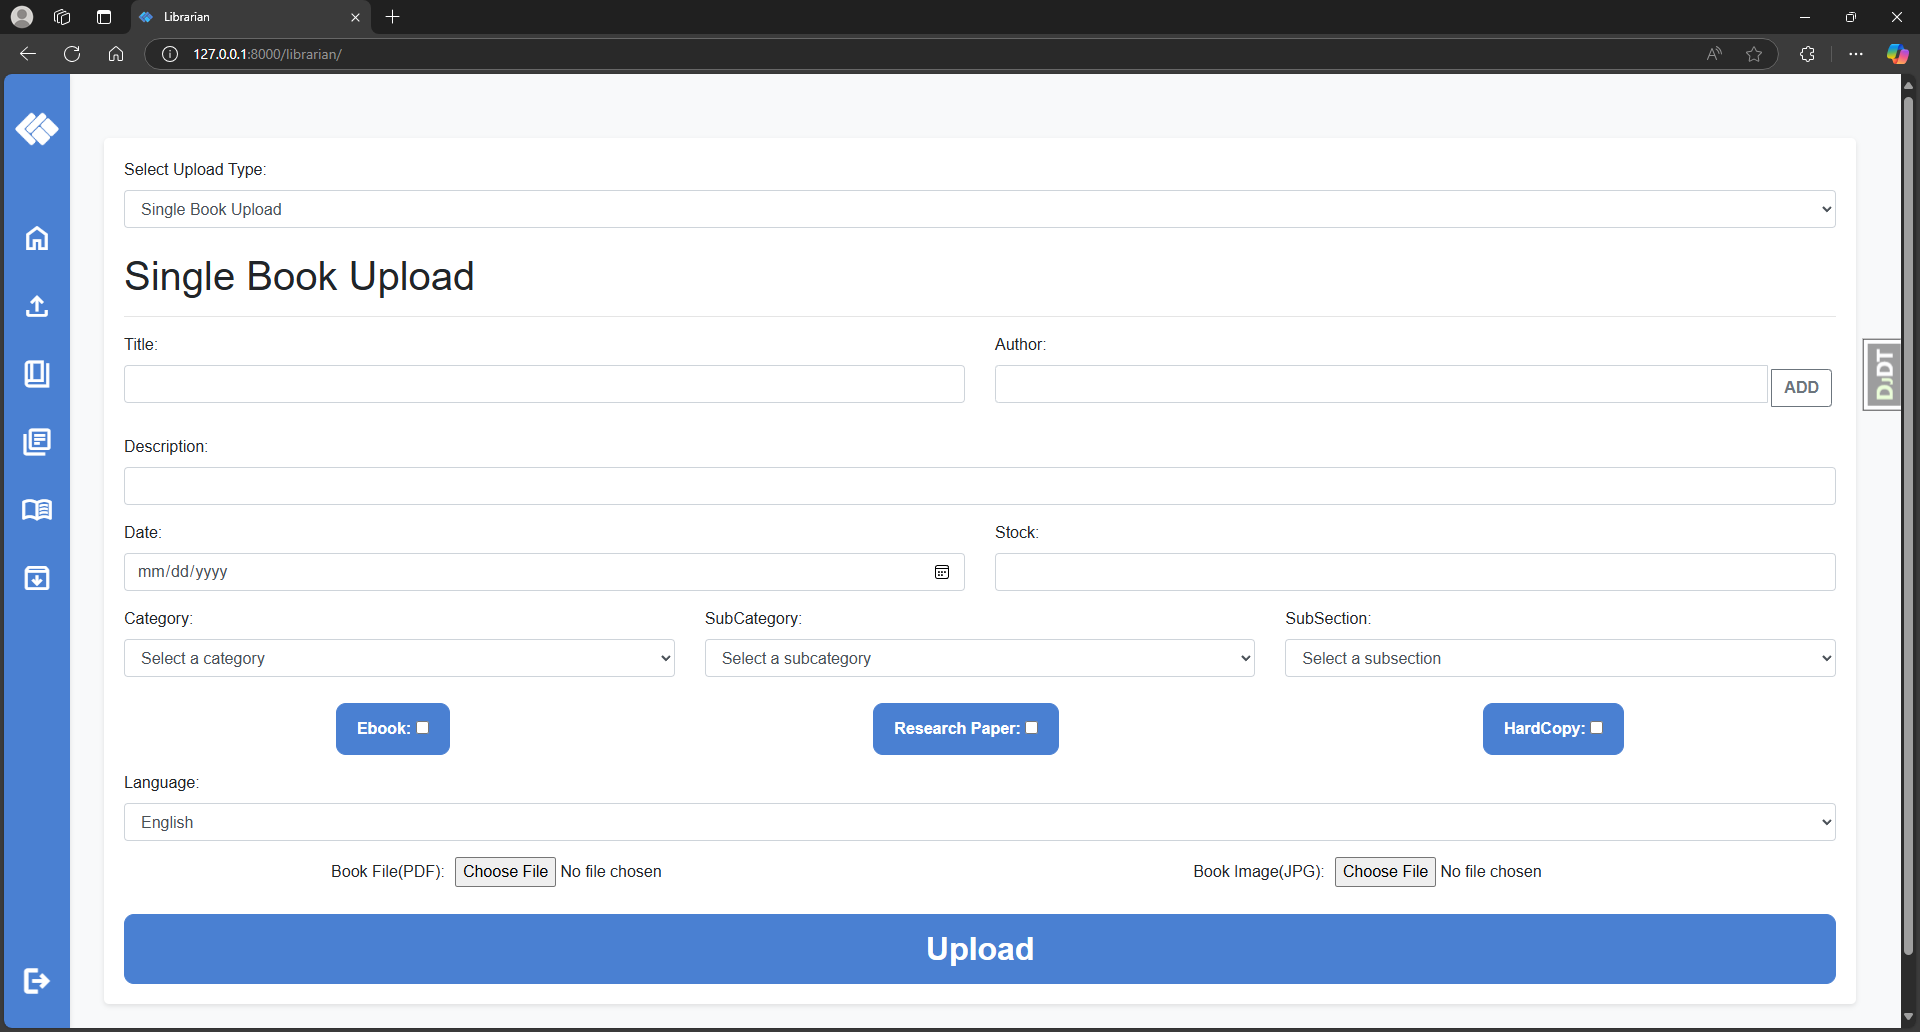 Librarian
127.0.0.1:8000/librarian/
Select Upload Type:
Single Book Upload
Single Book Upload
Title:
Author:
ADD
DJDT
Description:
Date:
Stock:
mm/dd/yyyy
Category:
SubCategory:
SubSection:
Select a category
Select a subcategory
Select a subsection
Ebook:
Research Paper:
HardCopy:
Language:
English
Book File(PDF): Choose File No file chosen
Book Image(JPG): Choose File No file chosen
Upload